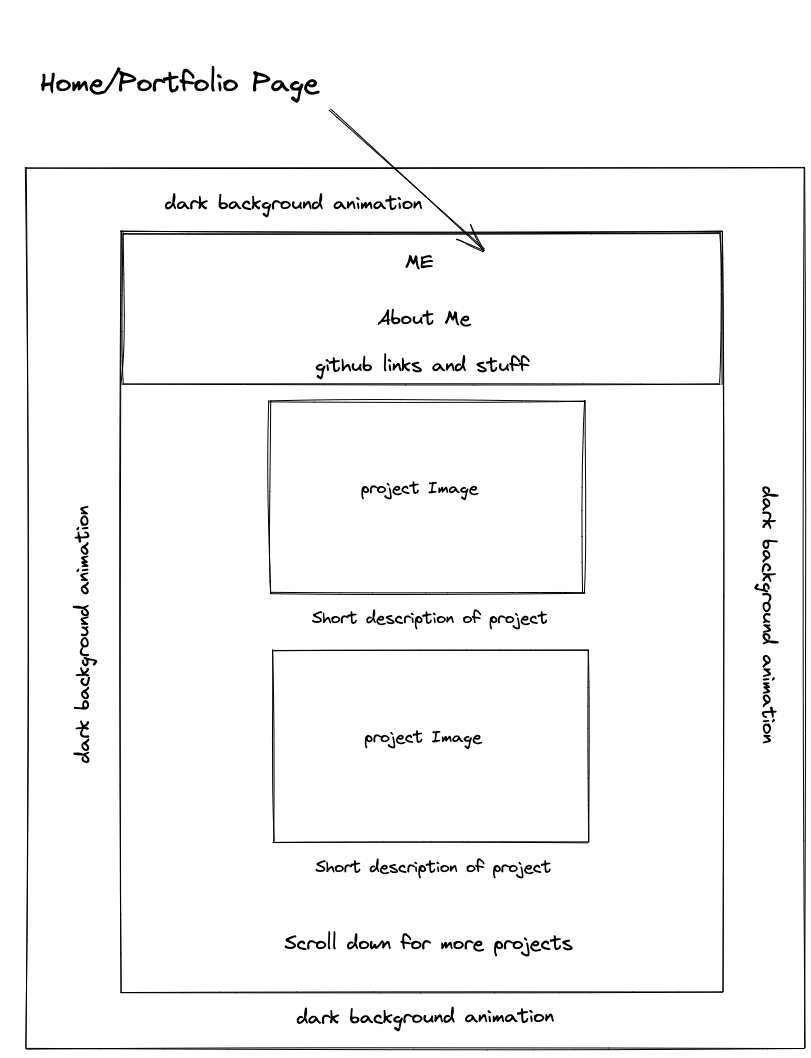 Home/Portfolio Page
dark background animation
ME
About Me
github links and stuff
project Image
dark background animation
dark background animation
Short description of project
project Image
Short description of project
Scroll down for more projects
dark background animation